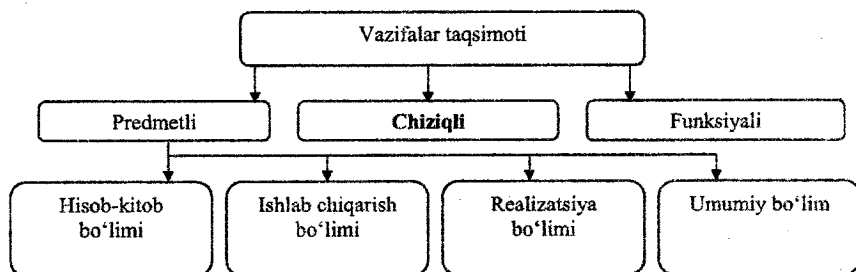 Vazifalar taqsimoti
Predmetli
Chiziqli
Funksiyali
Hisob-kitob
bo‘limi
Ishlab chiqarish
bo‘limi
Realizatsiya
bo‘limi
Umumiy bo‘lim